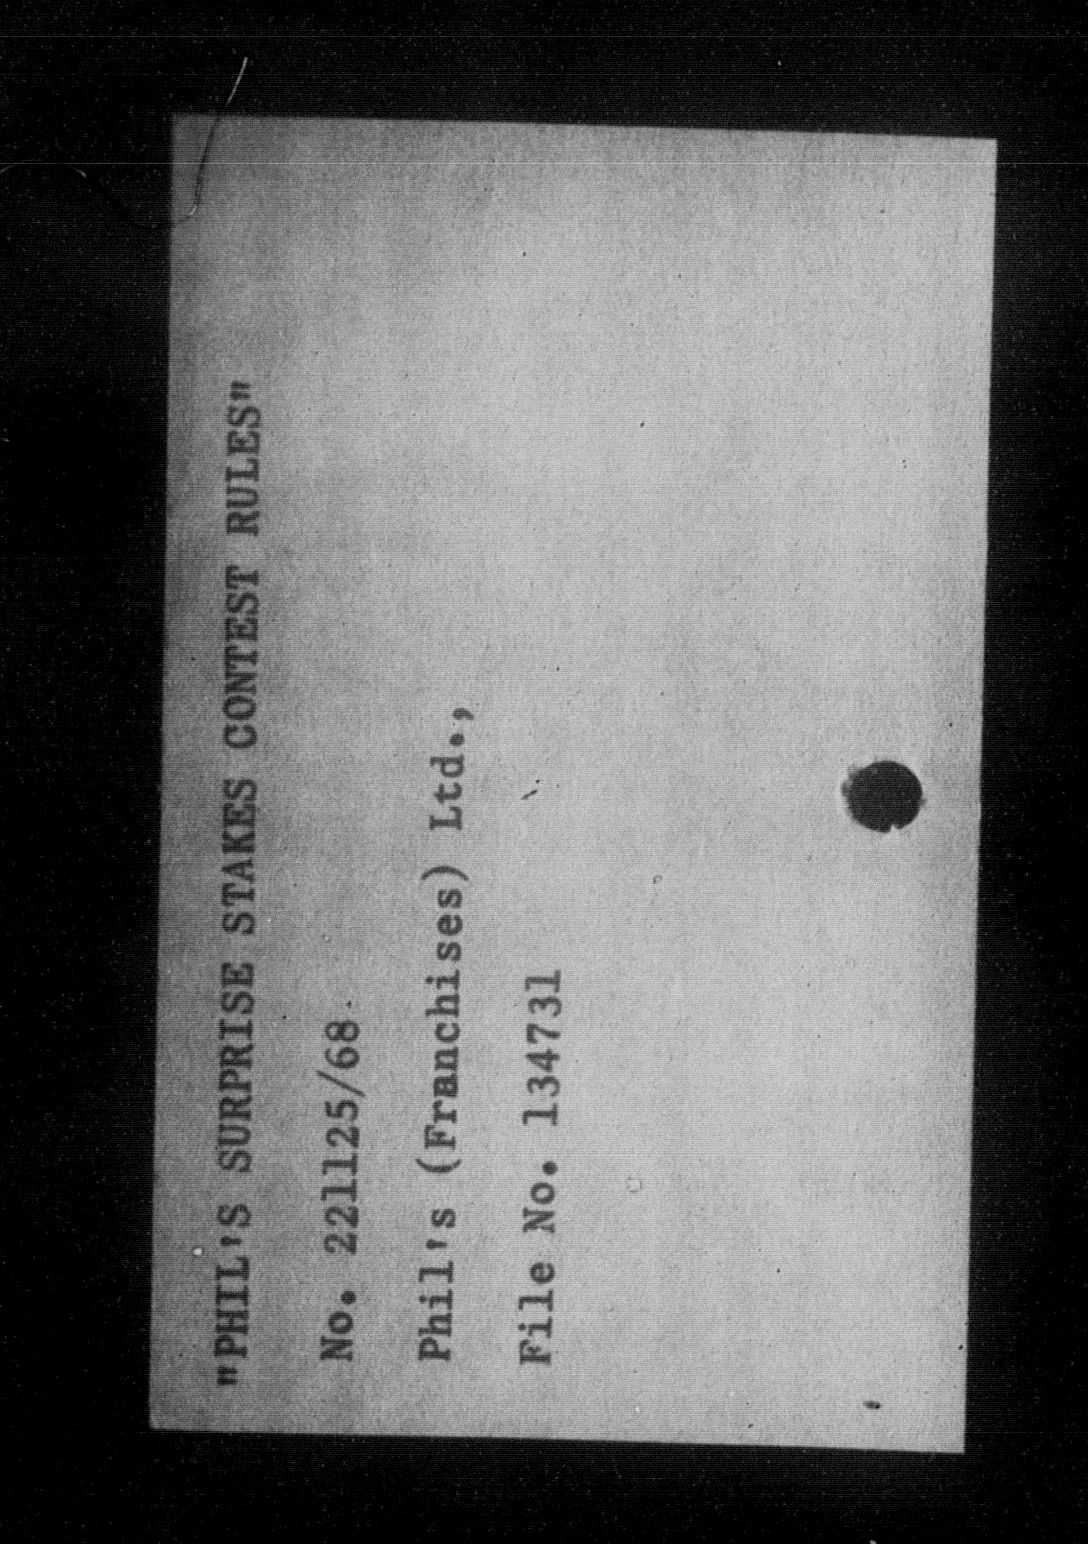 "PHIL'S SURPRISE STAKES CONTEST RULES"
No. 221125/68
Phil's (Franchises) Ltd.,
File No. 134731